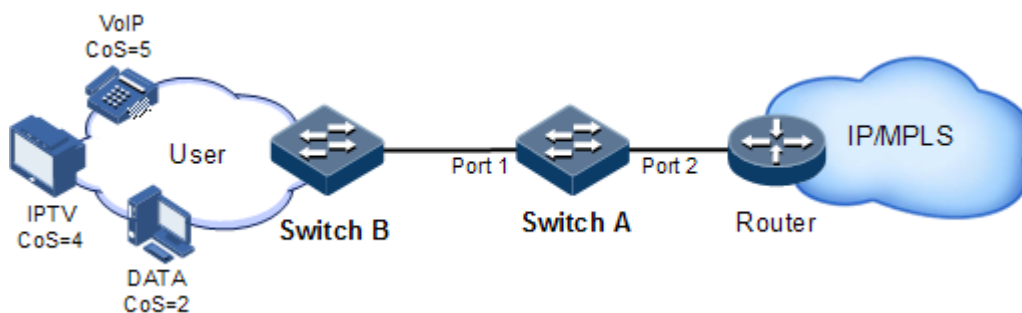 VoIP
CoS=5
User
IPTV
CoS=4
DATA
CoS=2
Switch B
Port 1
Switch A
Port 2
Router
IP/MPLS